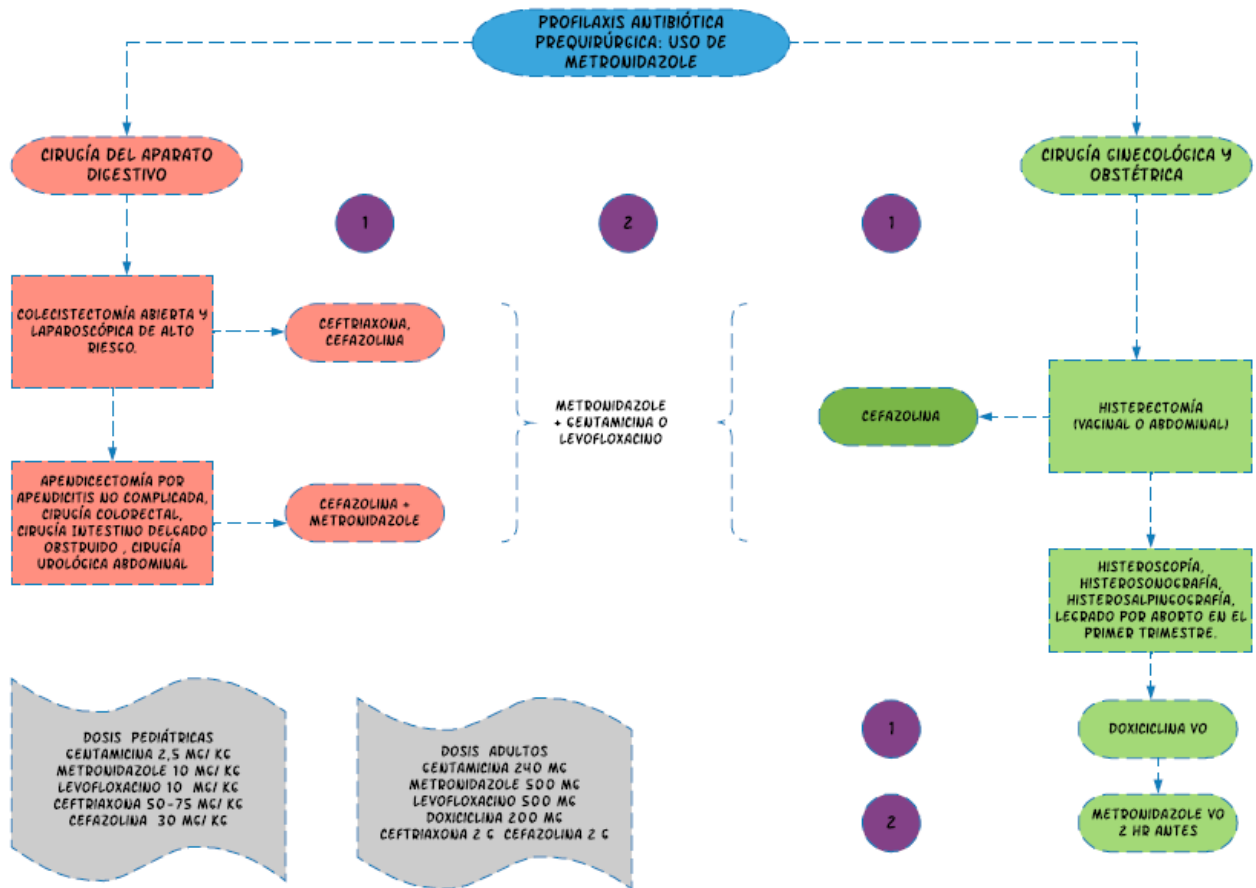 PROFILAXIS ANTIBIÓTICA
PREQUIRÚRGICA: USO DE
METRONIDAZOLE
CIRUGÍA DEL APARATO
DIGESTIVO
CIRUGÍA GINECOLÓGICA Y
OBSTÉTRICA
1
2
1
COLECISTECTOMÍA ABIERTA Y
LAPAROSCÓPICA DE ALTO
RIESGO.
CEFTRIAXONA,
CEFAZOLINA
METRONIDAZOLE
+ GENTAMICINA O
LEVOFLOXACINO
CEFAZOLINA
HISTERECTOMÍA
(VAGINAL O ABDOMINAL)
APENDICECTOMÍA POR
APENDICITIS NO COMPLICADA,
CIRUGÍA COLORECTAL,
CIRUGÍA INTESTINO DELGADO
OBSTRUIDO , CIRUGÍA
UROLÓGICA ABDOMINAL
CEFAZOLINA +
METRONIDAZOLE
HISTEROSCOPÍA,
HISTEROSONOGRAFÍA,
HISTEROSALPINGOGRAFÍA,
LEGRADO POR ABORTO EN EL
PRIMER TRIMESTRE.
DOSIS PEDIÁTRICAS
GENTAMICINA 2,5 MG/ KG
METRONIDAZOLE 10 MG/ KG
LEVOFLOXACINO 10 MG/ KG
CEFTRIAXONA 50-75 MG/ KG
CEFAZOLINA 30 MG/ KG
DOSIS ADULTOS
GENTAMICINA 240 MG
METRONIDAZOLE 500 MG
LEVOFLOXACINO 500 MG
DOXICICLINA 200 MG
CEFTRIAXONA 2 G CEFAZOLINA 2 G
1
DOXICICLINA VO
2
METRONIDAZOLE VO
2 HR ANTES